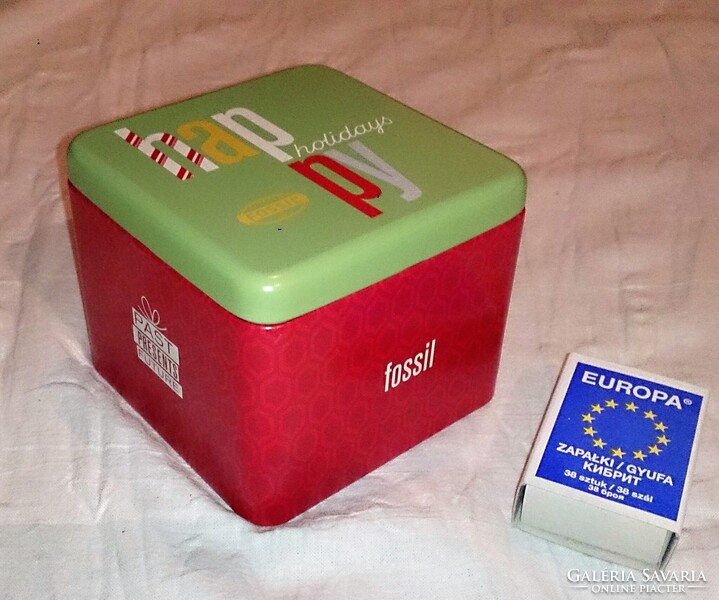 hap
holidays
py
FOSSIL
PAST
PRESENTS
FUTURE
fossil
EUROPA®
ZAPAŁKI / GYUFA
КИБРИТ
38 sztuk / 38 szál
38 броя
GALÉRIA SAVARIA
ONLINE PIACTÉR